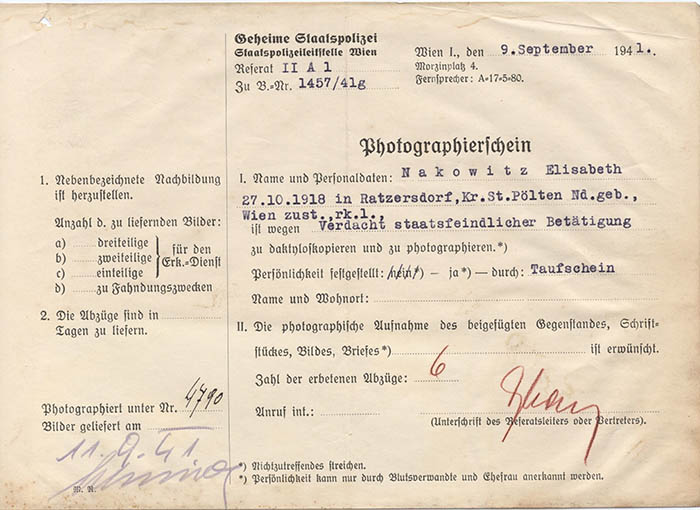 Geheime Staatspolizei
Staatspolizeileitstelle Wien
Referat II A 1
Zu B.-Nr. 1457/41g
Wien I., den 9.September 1941.
Morzinplatz 4.
Fernsprecher: A=17=5=80.
Photographierschein
1. Nebenbezeichnete Nachbildung
ist herzustellen.
Anzahl d. zu liefernden Bilder:
a) dreiteilige
b) zweiteilige
c) einteilige
für den
Erk.=Dienst
d) zu Fahndungszwecken
2. Die Abzüge sind in
Tagen zu liefern.
Photographiert unter Nr. 4790
Bilder geliefert am
11.9.41
W. R.
I. Name und Personaldaten: Nakowitz Elisabeth
27.10.1918 in Ratzersdorf,Kr.St.Pölten Nd.geb.,
Wien zust.,rk.l.,
ist wegen Verdacht staatsfeindlicher Betätigung
zu daktyloskopieren und zu photographieren.*)
Persönlichkeit festgestellt: nein*) — ja*) — durch: Taufschein
Name und Wohnort:
II. Die photographische Aufnahme des beigefügten Gegenstandes, Schrift-
stückes, Bildes, Briefes*) ist erwünscht.
Zahl der erbetenen Abzüge: 6
Anruf int.:
(Unterschrift des Referatsleiters oder Vertreters).
*) Nichtzutreffendes streichen.
*) Persönlichkeit kann nur durch Blutsverwandte und Ehefrau anerkannt werden.